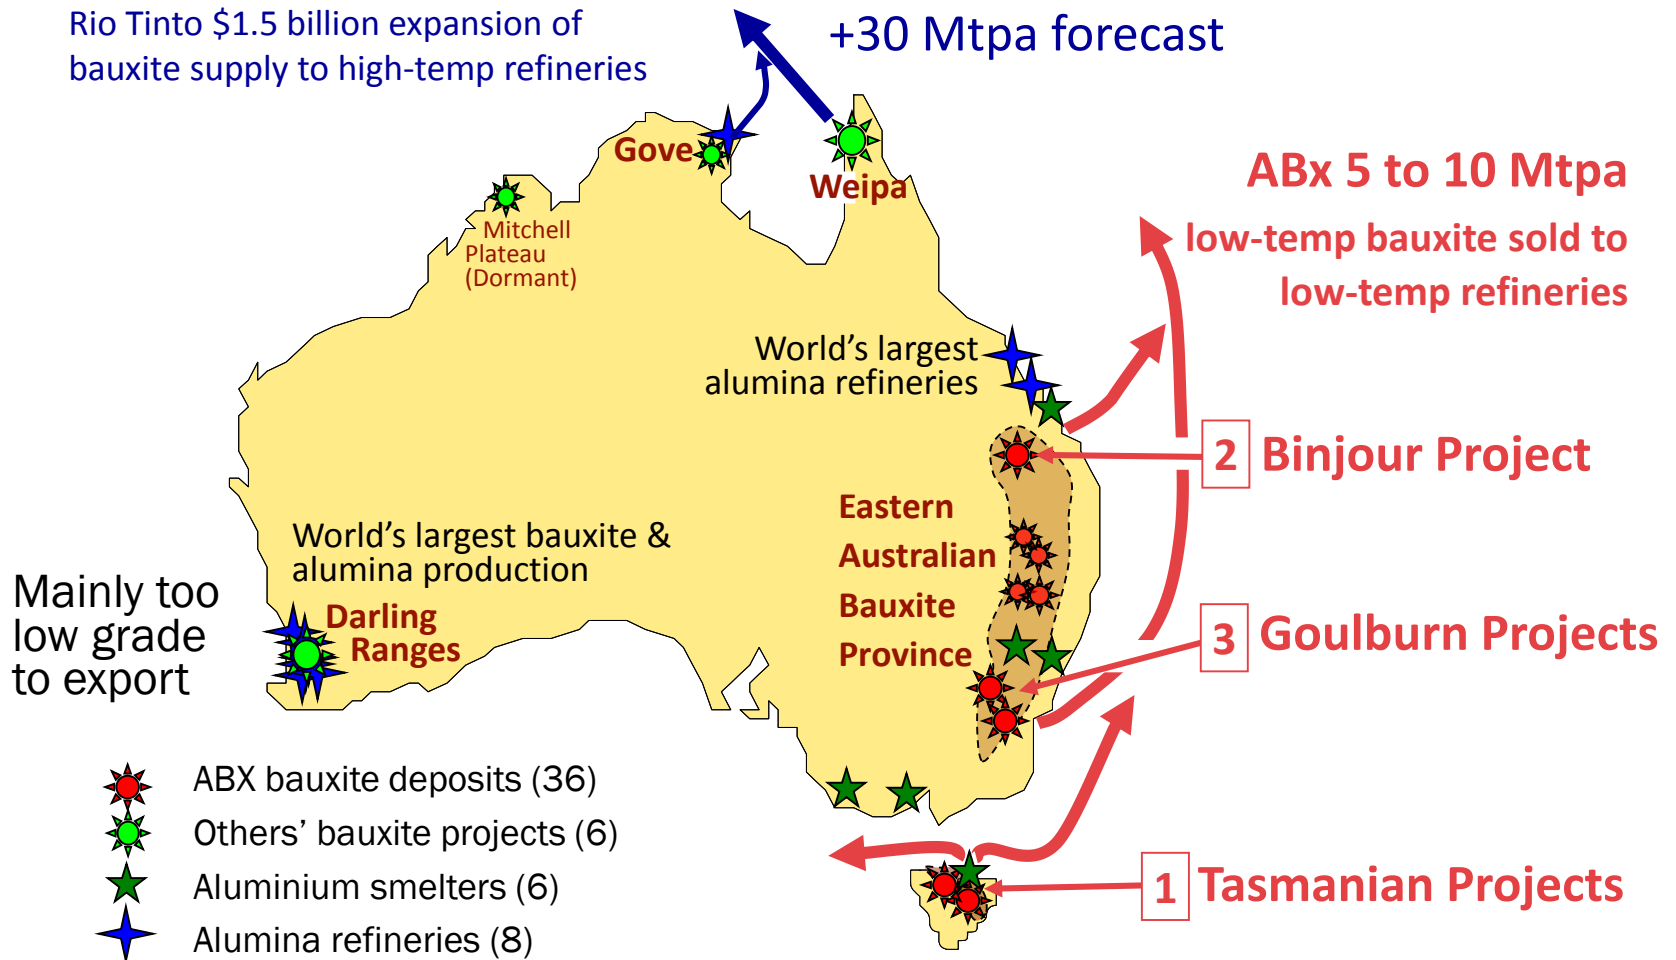 Rio Tinto $1.5 billion expansion of
bauxite supply to high-temp refineries
+30 Mtpa forecast
Gove
Weipa
Mitchell
Plateau
(Dormant)
ABx 5 to 10 Mtpa
low-temp bauxite sold to
low-temp refineries
World's largest
alumina refineries
2 Binjour Project
Eastern
Australian
Bauxite
Province
World's largest bauxite &
alumina production
Mainly too
low grade
to export
Darling
Ranges
3 Goulburn Projects
ABX bauxite deposits (36)
Others' bauxite projects (6)
Aluminium smelters (6)
Alumina refineries (8)
1 Tasmanian Projects